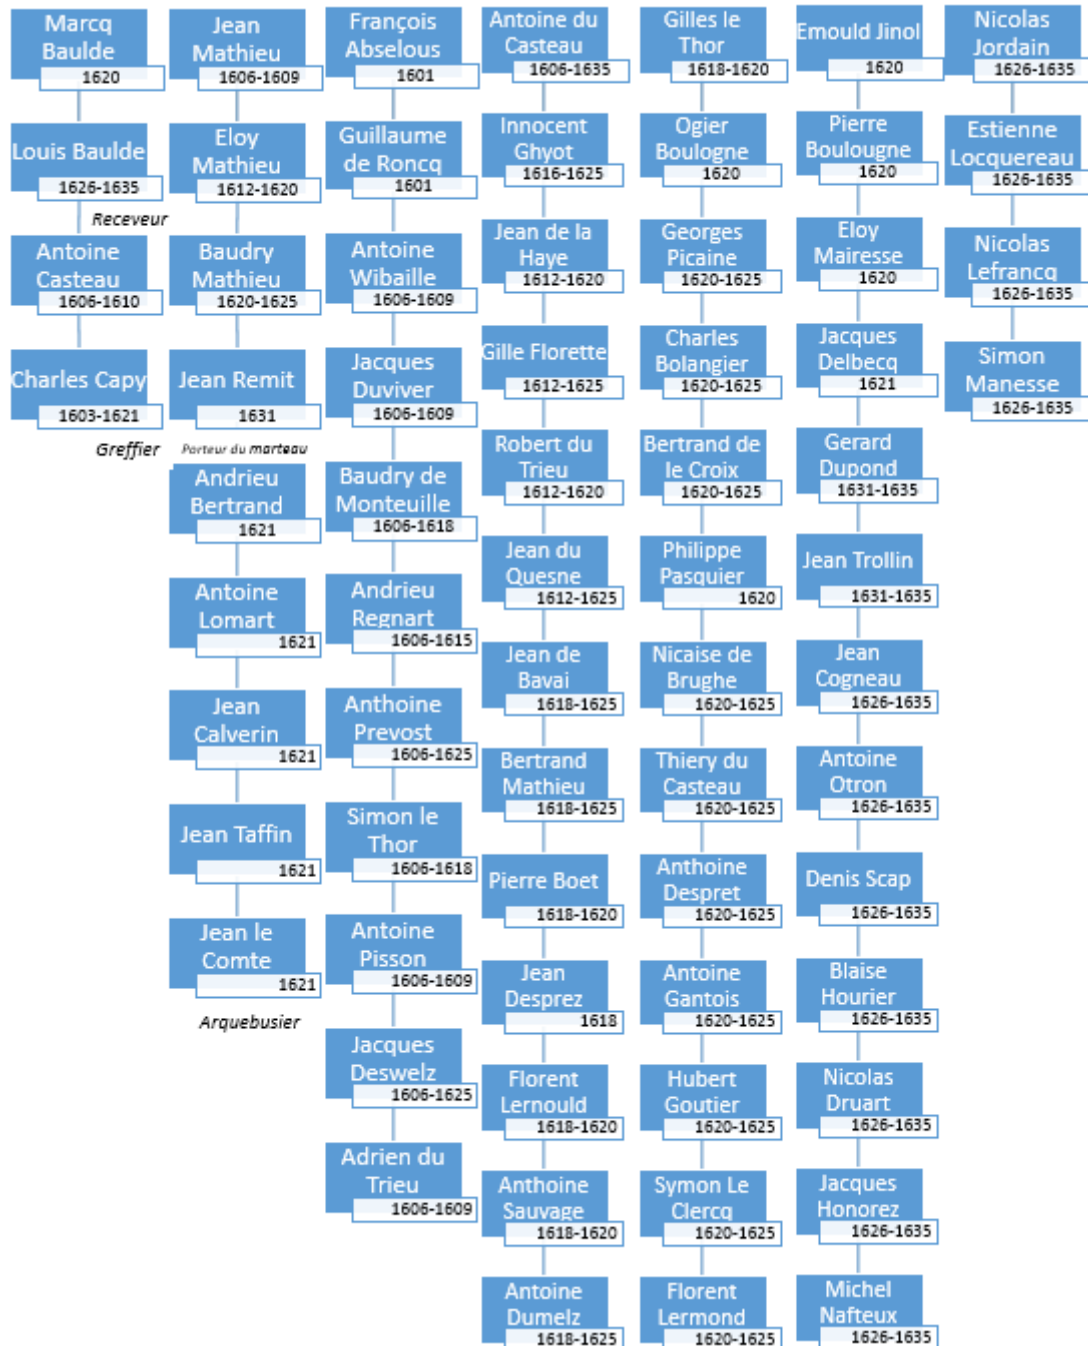 Marcq
Baulde
1620
Louis Baulde
1626-1635
Receveur
Antoine
Casteau
1606-1610
Charles Capy
1603-1621
Greffier
Jean
Mathieu
1606-1609
Eloy
Mathieu
1612-1620
Baudry
Mathieu
1620-1625
Jean Remit
1631
Porteur du marteau
Andrieu
Bertrand
1621
Antoine
Lomart
1621
Jean
Calverin
1621
Jean Taffin
1621
Jean le
Comte
1621
Arquebusier
François
Abselous
1601
Guillaume
de Roncq
1601
Antoine
Wibaille
1606-1609
Jacques
Duviver
1606-1609
Baudry de
Monteuille
1606-1618
Andrieu
Regnart
1606-1615
Anthoine
Prevost
1606-1625
Simon le
Thor
1606-1618
Antoine
Pisson
1606-1609
Jacques
Deswelz
1606-1625
Adrien du
Trieu
1606-1609
Antoine du
Casteau
1606-1635
Innocent
Ghyot
1616-1625
Jean de la
Haye
1612-1620
Gille Florette
1612-1625
Robert du
Trieu
1612-1620
Jean du
Quesne
1612-1625
Jean de
Bavai
1618-1625
Bertrand
Mathieu
1618-1625
Pierre Boet
1618-1620
Jean
Desprez
1618
Florent
Lernould
1618-1620
Anthoine
Sauvage
1618-1620
Antoine
Dumelz
1618-1625
Gilles le
Thor
1618-1620
Ogier
Boulogne
1620
Georges
Picaine
1620-1625
Charles
Bolangier
1620-1625
Bertrand de
le Croix
1620-1625
Philippe
Pasquier
1620
Nicaise de
Brughe
1620-1625
Thiery du
Casteau
1620-1625
Anthoine
Despret
1620-1625
Antoine
Gantois
1620-1625
Hubert
Goutier
1620-1625
Symon Le
Clercq
1620-1625
Florent
Lermond
1620-1625
Emould Jinol
1620
Pierre
Boulougne
1620
Eloy
Mairesse
1620
Jacques
Delbecq
1621
Gerard
Dupond
1631-1635
Jean Trollin
1631-1635
Jean
Cogneau
1626-1635
Antoine
Otron
1626-1635
Denis Scap
1626-1635
Blaise
Hourier
1626-1635
Nicolas
Druart
1626-1635
Jacques
Honorez
1626-1635
Michel
Nafteux
1626-1635
Nicolas
Jordain
1626-1635
Estienne
Locquereau
1626-1635
Nicolas
Lefrancq
1626-1635
Simon
Manesse
1626-1635